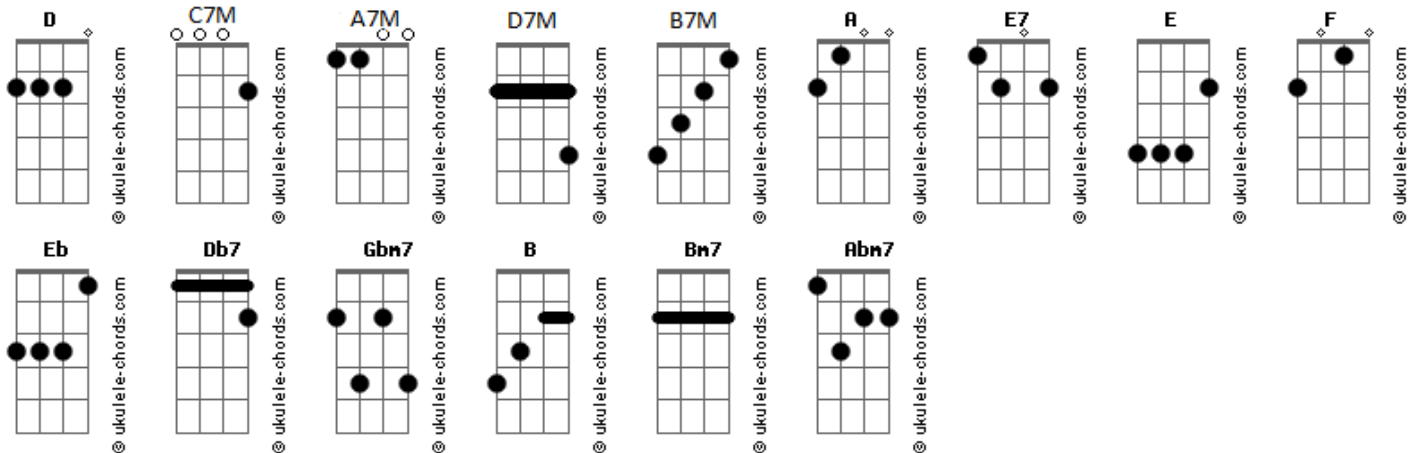 D C7M A7M D7M B7M A E7 E F
© ukulele-chords.com © ukulele-chords.com © ukulele-chords.com © ukulele-chords.com © ukulele-chords.com © ukulele-chords.com © ukulele-chords.com © ukulele-chords.com © ukulele-chords.com
Eb Db7 Gbm7 B Bm7 Abm7
© ukulele-chords.com © ukulele-chords.com © ukulele-chords.com © ukulele-chords.com © ukulele-chords.com © ukulele-chords.com